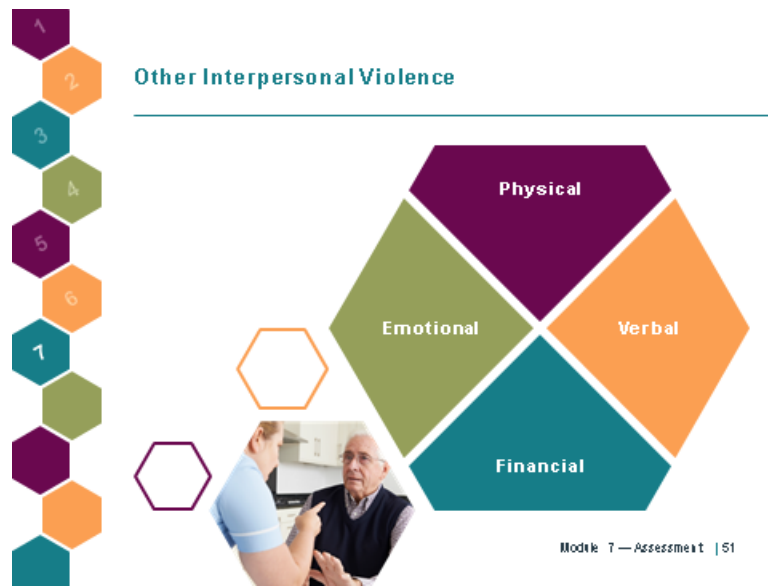 1
2
3
4
5
6
7
Other Interpersonal Violence
Physical
Emotional
Verbal
Financial
Module 7 — Assessment | 51